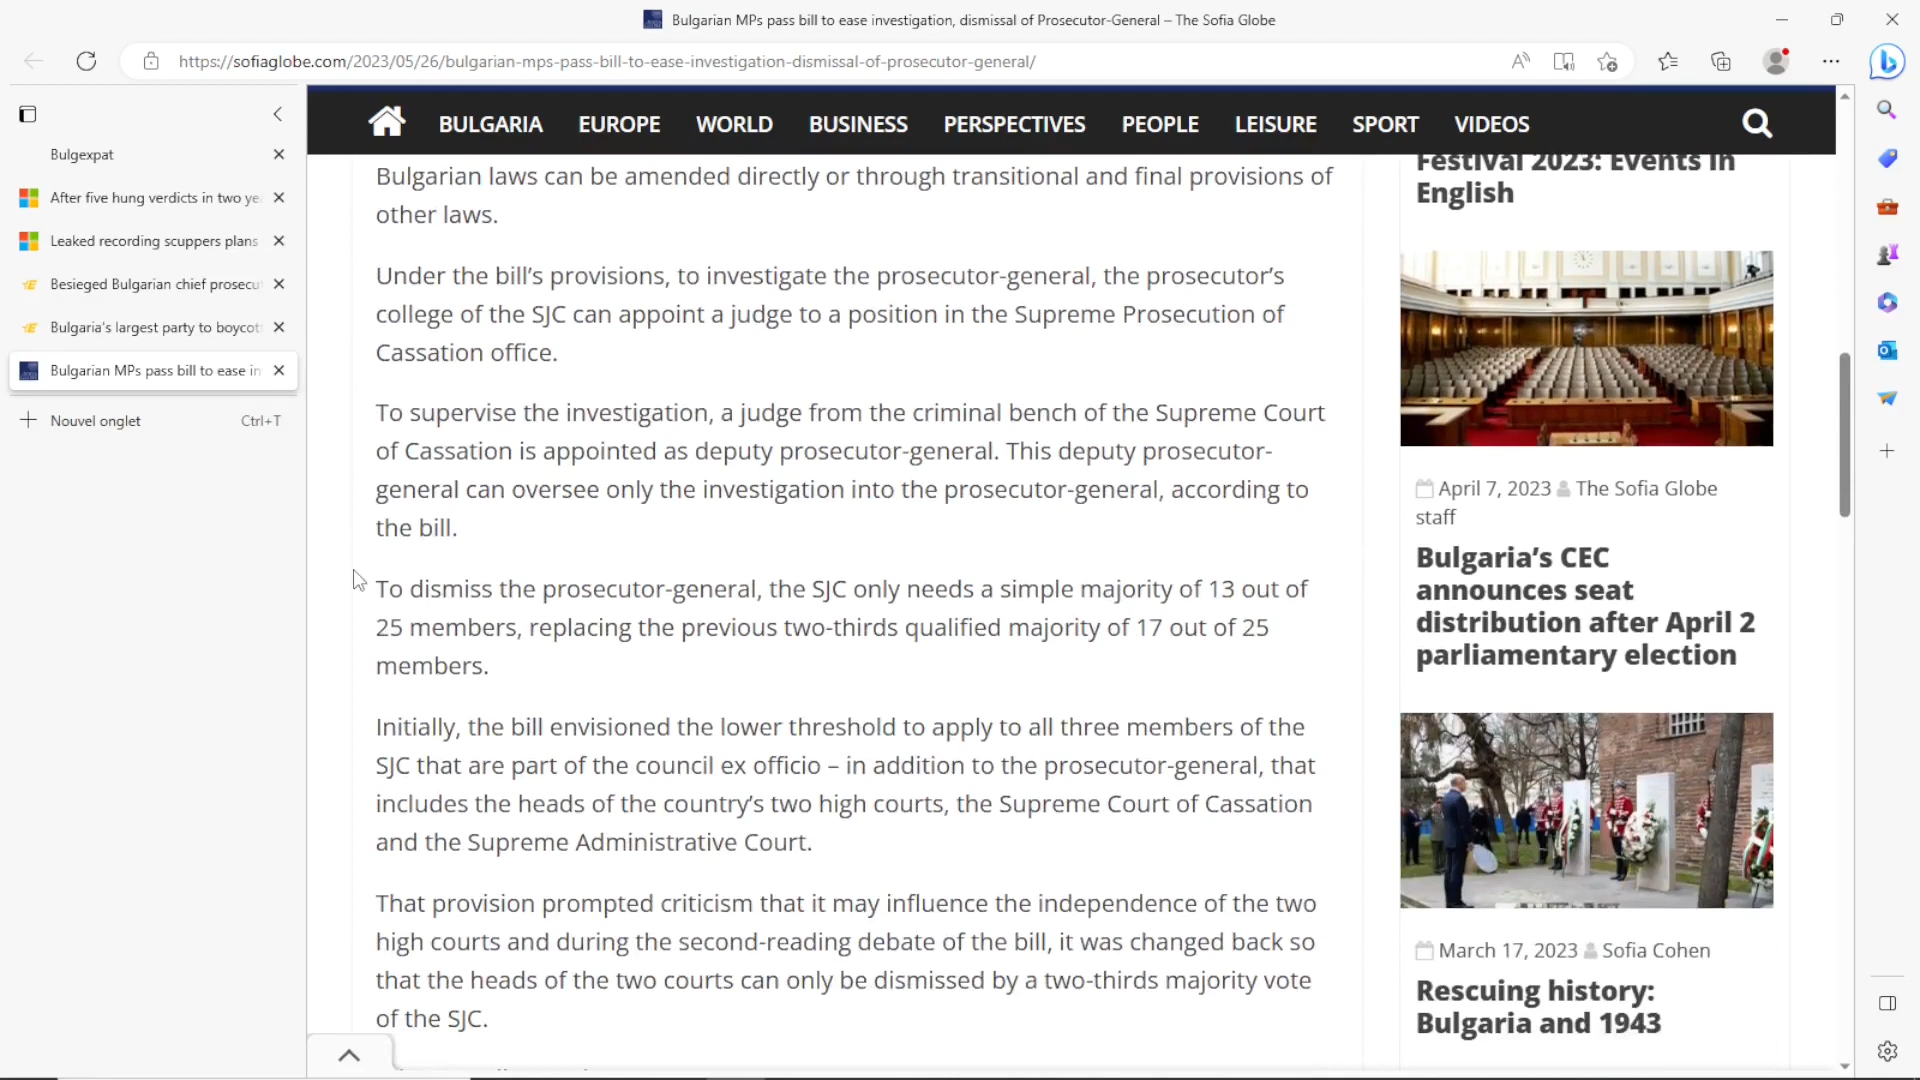 Bulgarian MPs pass bill to ease investigation, dismissal of Prosecutor-General – The Sofia Globe
https://sofiaglobe.com/2023/05/26/bulgarian-mps-pass-bill-to-ease-investigation-dismissal-of-prosecutor-general/
Bulgexpat
After five hung verdicts in two ye
Leaked recording scuppers plans
Besieged Bulgarian chief prosecu
Bulgaria's largest party to boycot
Bulgarian MPs pass bill to ease in
Nouvel onglet Ctrl+T
BULGARIA EUROPE WORLD BUSINESS PERSPECTIVES PEOPLE LEISURE SPORT VIDEOS
Bulgarian laws can be amended directly or through transitional and final provisions of
other laws.
Under the bill’s provisions, to investigate the prosecutor-general, the prosecutor’s
college of the SJC can appoint a judge to a position in the Supreme Prosecution of
Cassation office.
To supervise the investigation, a judge from the criminal bench of the Supreme Court
of Cassation is appointed as deputy prosecutor-general. This deputy prosecutor-
general can oversee only the investigation into the prosecutor-general, according to
the bill.
To dismiss the prosecutor-general, the SJC only needs a simple majority of 13 out of
25 members, replacing the previous two-thirds qualified majority of 17 out of 25
members.
Initially, the bill envisioned the lower threshold to apply to all three members of the
SJC that are part of the council ex officio – in addition to the prosecutor-general, that
includes the heads of the country’s two high courts, the Supreme Court of Cassation
and the Supreme Administrative Court.
That provision prompted criticism that it may influence the independence of the two
high courts and during the second-reading debate of the bill, it was changed back so
that the heads of the two courts can only be dismissed by a two-thirds majority vote
of the SJC.
Festival 2023: Events in
English
April 7, 2023 The Sofia Globe
staff
Bulgaria’s CEC
announces seat
distribution after April 2
parliamentary election
March 17, 2023 Sofia Cohen
Rescuing history:
Bulgaria and 1943